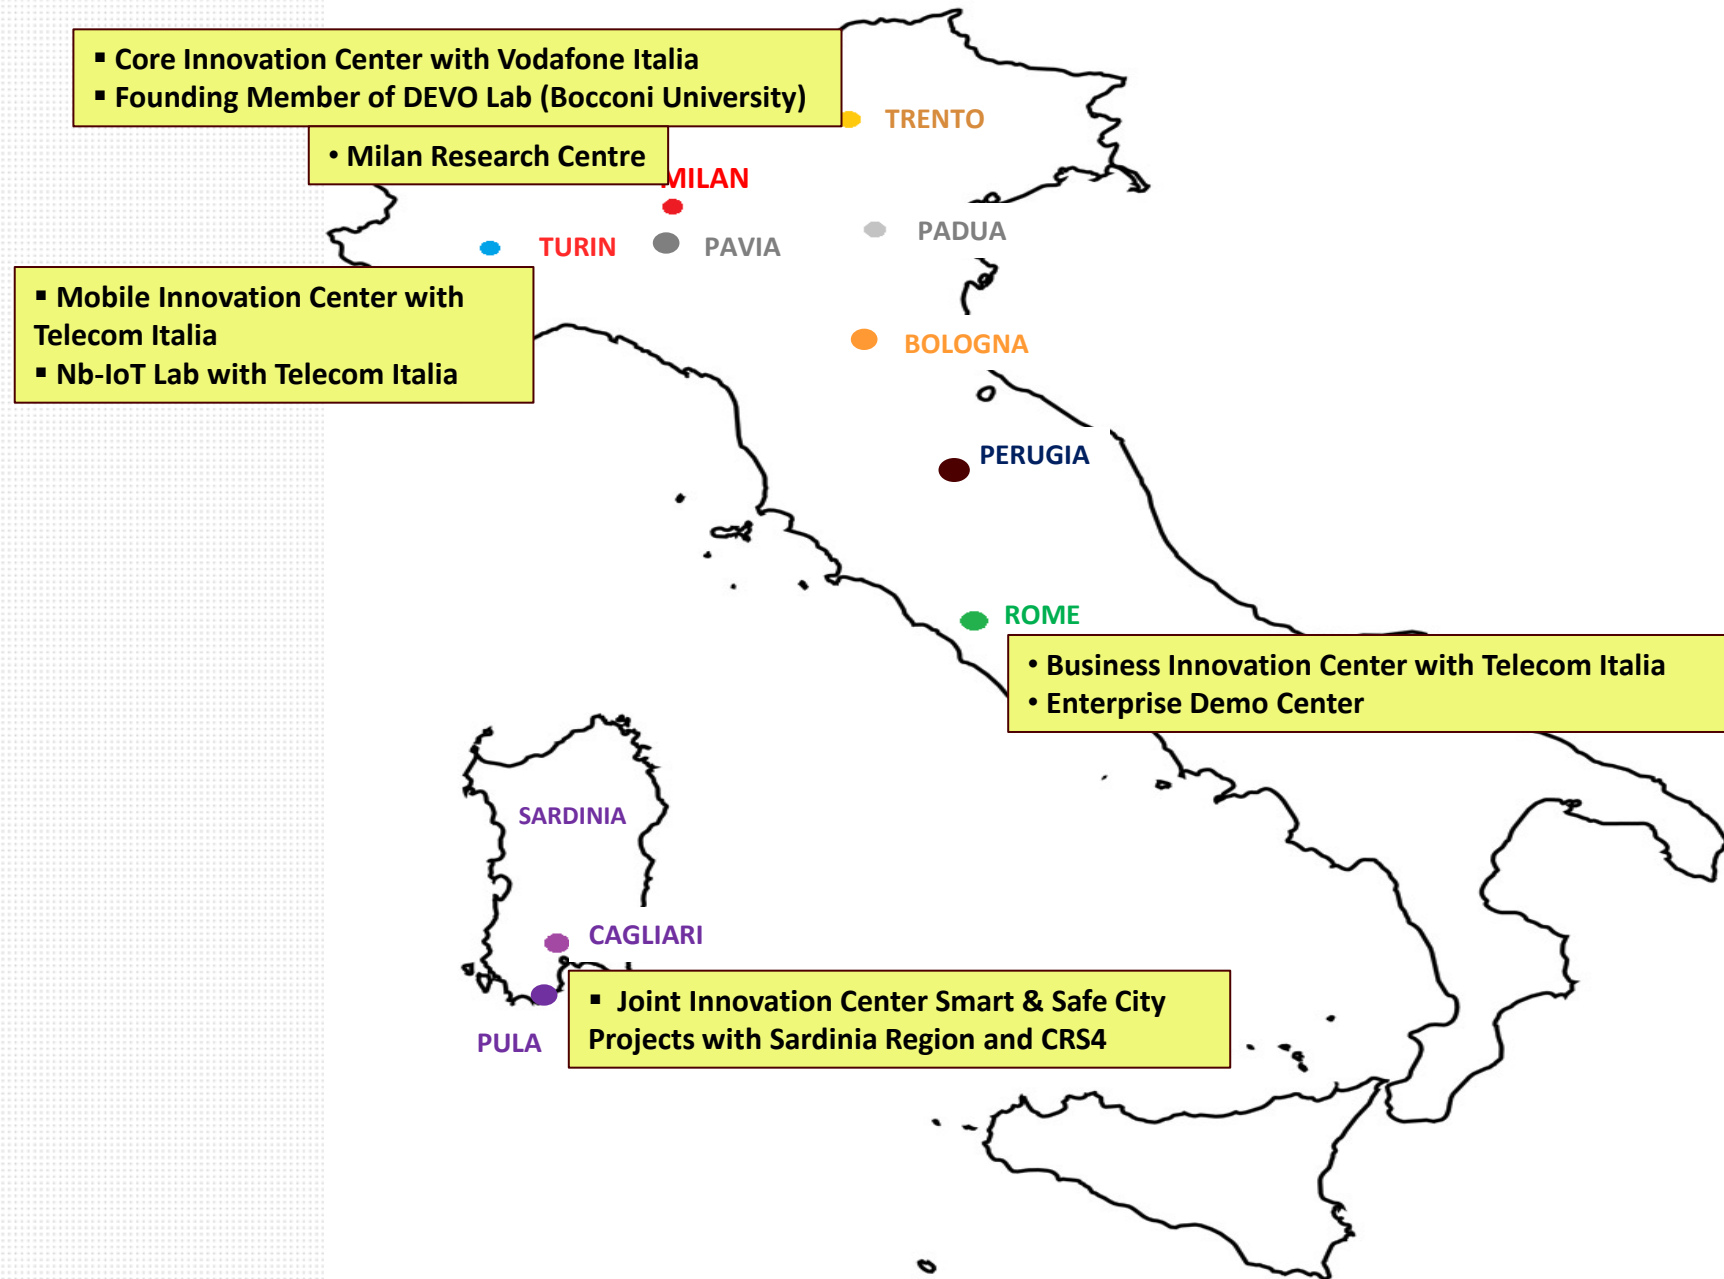 ▪ Core Innovation Center with Vodafone Italia
▪ Founding Member of DEVO Lab (Bocconi University)
TRENTO
• Milan Research Centre
MILAN
TURIN
PAVIA
PADUA
▪ Mobile Innovation Center with
Telecom Italia
▪ Nb-IoT Lab with Telecom Italia
BOLOGNA
PERUGIA
ROME
• Business Innovation Center with Telecom Italia
• Enterprise Demo Center
SARDINIA
CAGLIARI
▪ Joint Innovation Center Smart & Safe City
Projects with Sardinia Region and CRS4
PULA